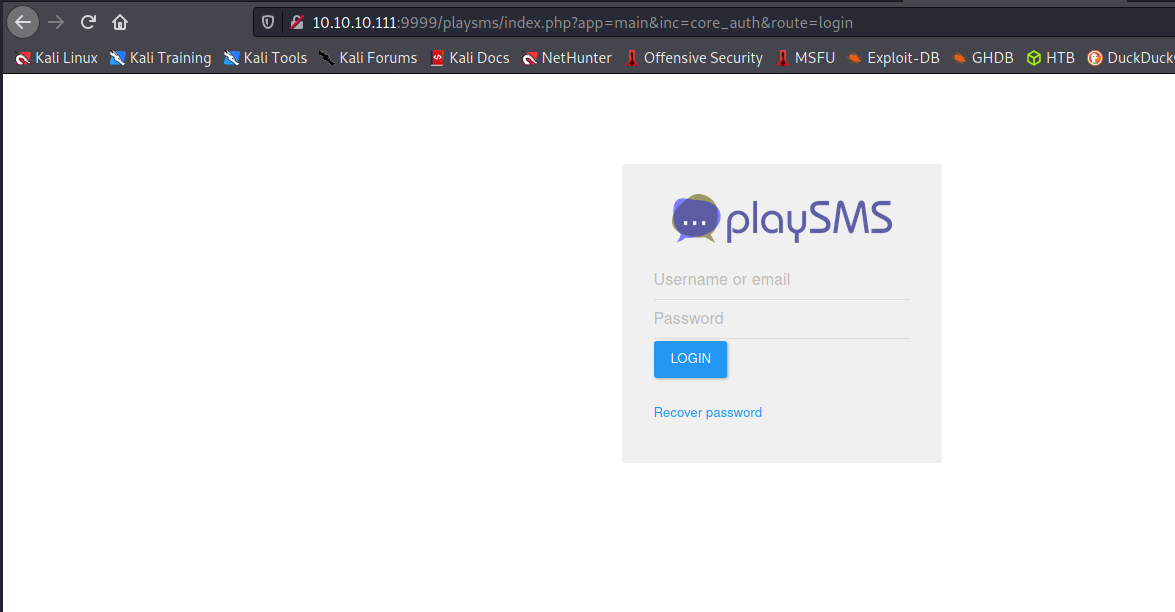 10.10.10.111:9999/playsms/index.php?app=main&inc=core_auth&route=login
Kali Linux Kali Training Kali Tools Kali Forums Kali Docs NetHunter Offensive Security MSFU Exploit-DB GHDB HTB DuckDuck
... playSMS
Username or email
Password
LOGIN
Recover password